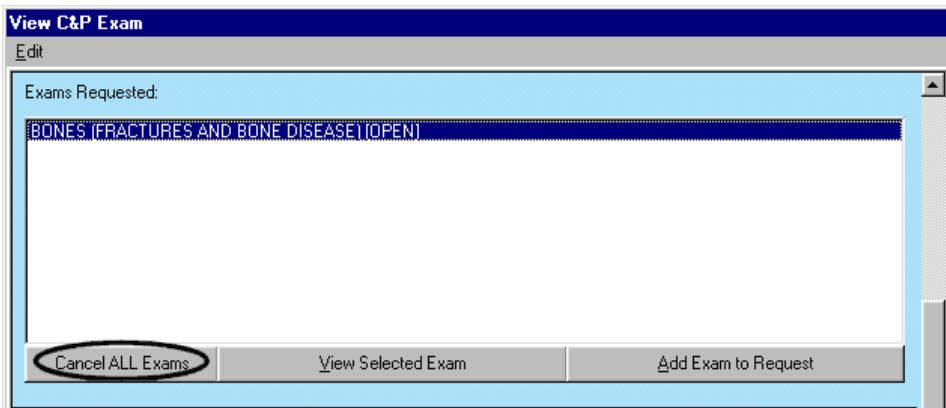 View C&P Exam
Edit
Exams Requested:
BONES (FRACTURES AND BONE DISEASE) (OPEN)
Cancel ALL Exams View Selected Exam Add Exam to Request